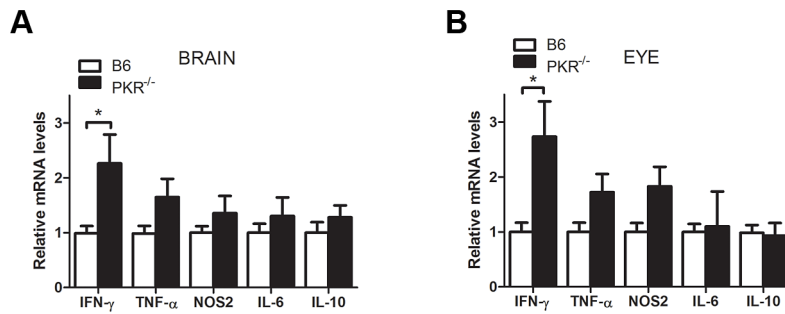 A
BRAIN
B6
PKR-/-
*
Relative mRNA levels
3
2
1
0
IFN-γ TNF-α NOS2 IL-6 IL-10
B
EYE
B6
PKR-/-
*
Relative mRNA levels
3
2
1
0
IFN-γ TNF-α NOS2 IL-6 IL-10